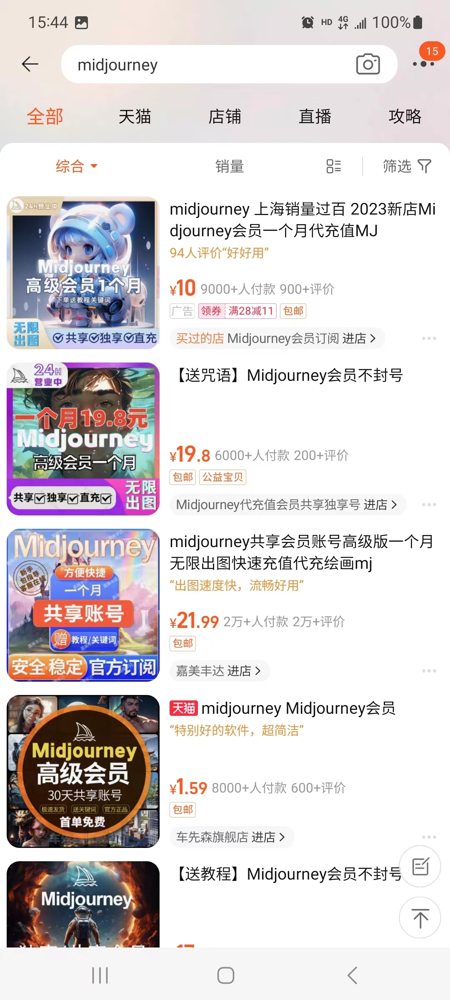 15:44
HD 4G 100%
midjourney
15
全部 天猫 店铺 直播 攻略
综合 销量 筛选
24h营业中
Midjourney
高级会员1个月
下单送教程关键词
无限
出图
共享 独享 直充
midjourney 上海销量过百 2023新店Mi
djourney会员一个月代充值MJ
94人评价“好好用”
¥10 9000+人付款 900+评价
广告 领券 满28减11 包邮
买过的店 Midjourney会员订阅 进店
24H
营业中
一个月19.8元
Midjourney
高级会员一个月
共享 独享 直充
无限
出图
【送咒语】Midjourney会员不封号
¥19.8 6000+人付款 200+评价
包邮 公益宝贝
Midjourney代充值会员共享独享号 进店
Midjourney
新手
包指导
客服在线
方便快捷
一个月
共享账号
赠 教程/关键词
安全 稳定 官方订阅
嘉美丰达
midjourney共享会员账号高级版一个月
无限出图快速充值代充绘画mj
“出图速度快，流畅好用”
¥21.99 2万+人付款 2万+评价
包邮
嘉美丰达 进店
Midjourney
高级会员
30天共享账号
极速发货 送关键词 官方正品
首单免费
天猫 midjourney Midjourney会员
“特别好的软件，超简洁”
¥1.59 8000+人付款 600+评价
包邮
车先森旗舰店 进店
Midjourney
【送教程】Midjourney会员不封号